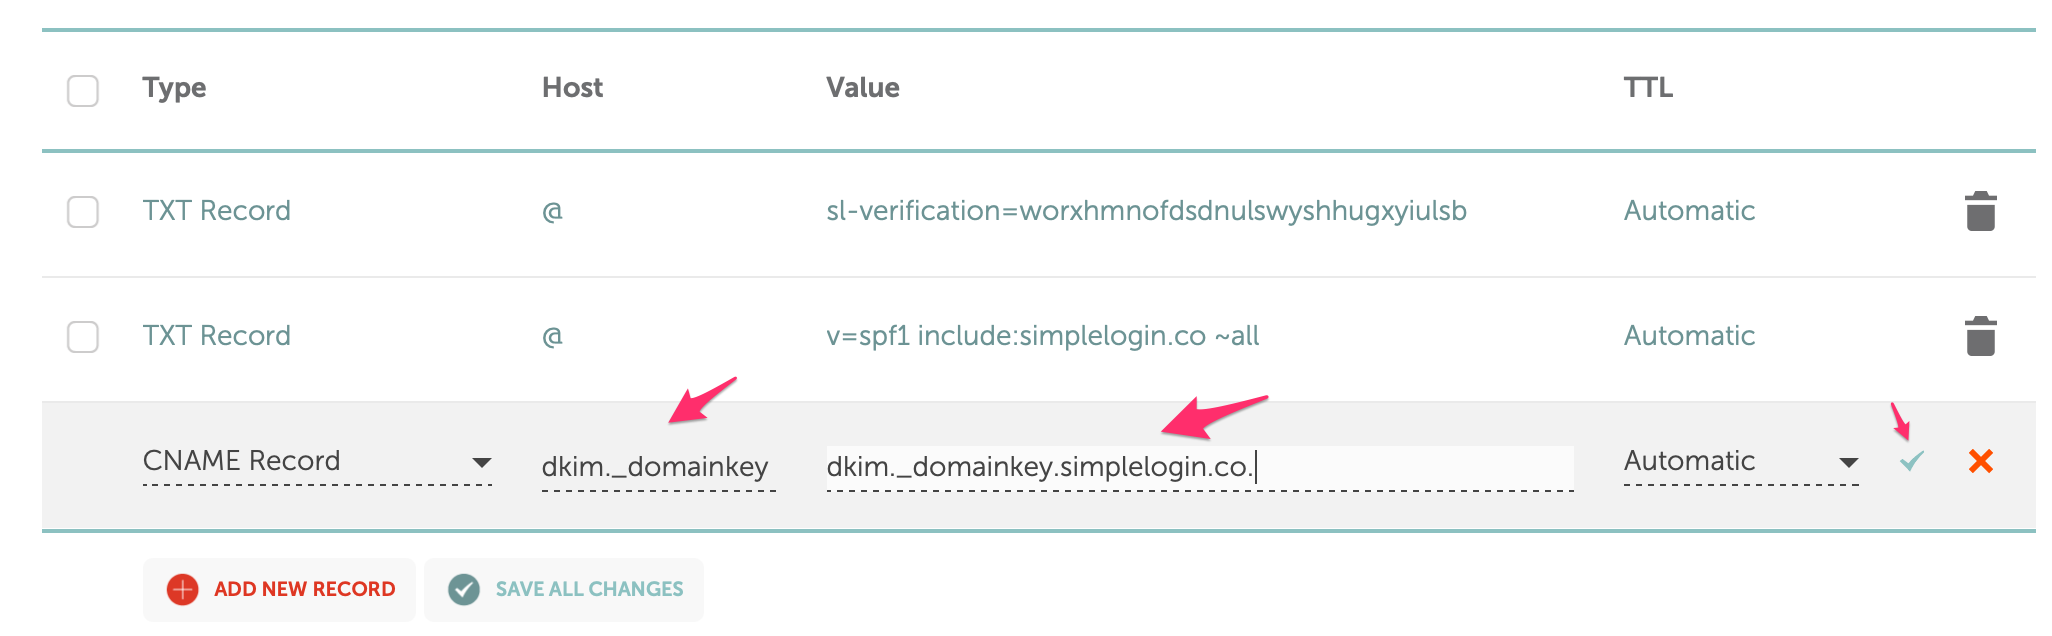 Type Host Value TTL
TXT Record @ sl-verification=worxhmnofdsdnulswyshhugxyiulsb Automatic
TXT Record @ v=spf1 include:simplelogin.co ~all Automatic
CNAME Record dkim._domainkey dkim._domainkey.simplelogin.co. Automatic
ADD NEW RECORD SAVE ALL CHANGES